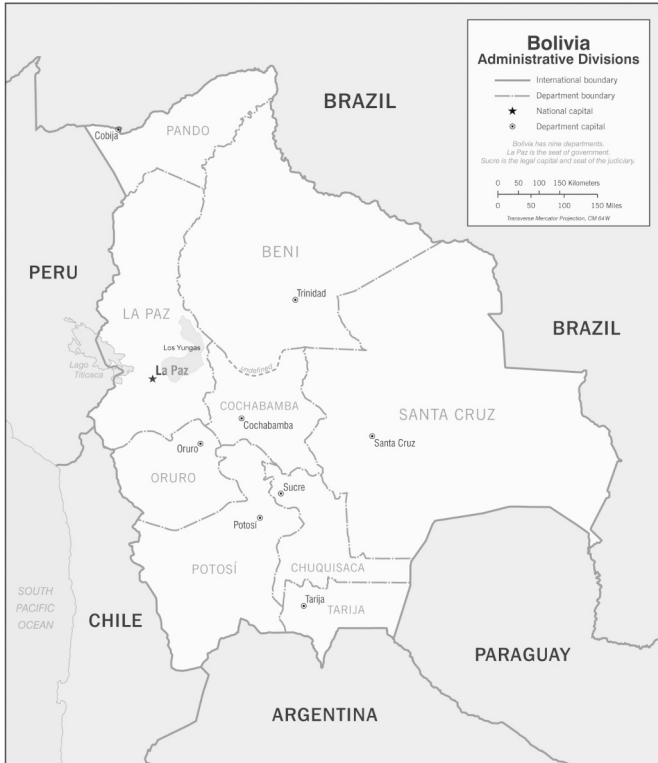 Bolivia
Administrative Divisions
International boundary
Department boundary
National capital
Department capital
Bolivia has nine departments.
La Paz is the seat of government.
Sucre is the legal capital and seat of the judiciary.
0 50 100 150 Kilometers
0 50 100 150 Miles
Transverse Mercator Projection, CM 64W
BRAZIL
Cobija
PANDO
BENI
PERU
Trinidad
LA PAZ
BRAZIL
Los Yungas
Lago
Titicaca
La Paz
undefined
COCHABAMBA
Cochabamba
SANTA CRUZ
Santa Cruz
Oruro
ORURO
Sucre
Potosi
POTOSÍ
CHUQUISACA
Tarija
TARIJA
SOUTH
PACIFIC
OCEAN
CHILE
PARAGUAY
ARGENTINA